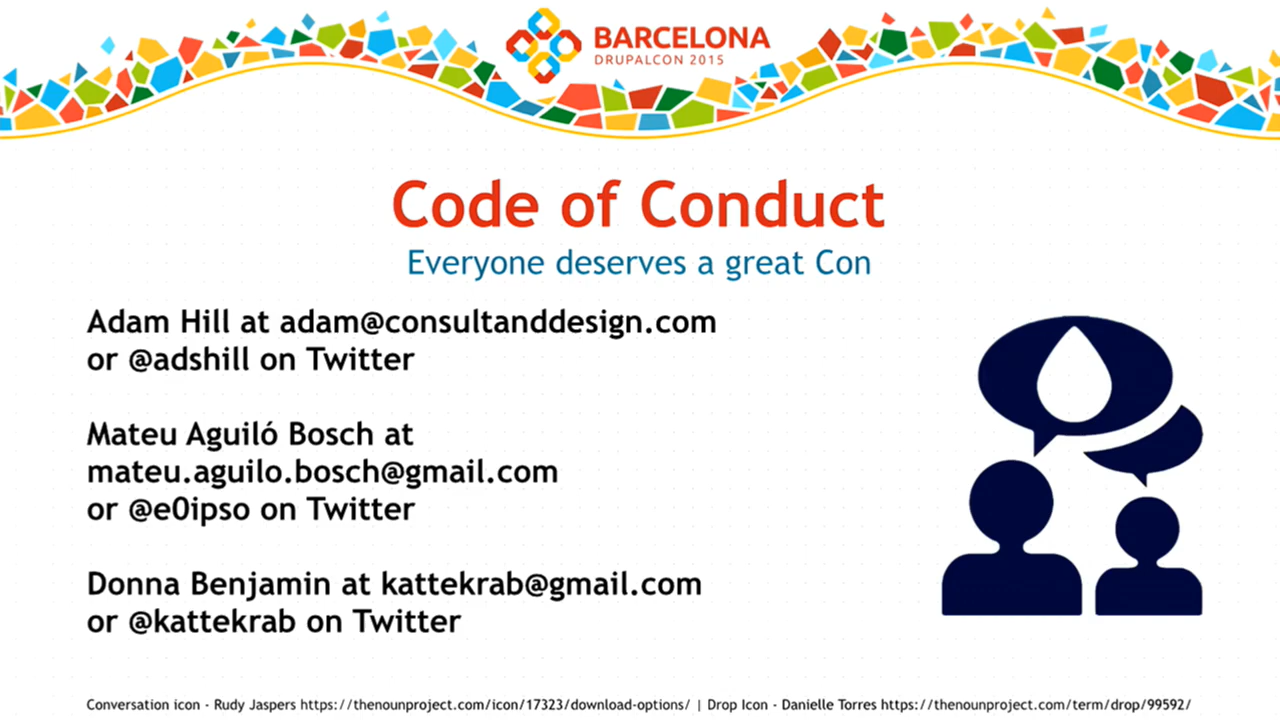 BARCELONA
DRUPALCON 2015
Code of Conduct
Everyone deserves a great Con
Adam Hill at adam@consultanddesign.com
or @adshill on Twitter
Mateu Aguiló Bosch at
mateu.aguilo.bosch@gmail.com
or @e0ipso on Twitter
Donna Benjamin at kattekrab@gmail.com
or @kattekrab on Twitter
Conversation icon - Rudy Jaspers https://thenounproject.com/icon/17323/download-options/ | Drop Icon - Danielle Torres https://thenounproject.com/term/drop/99592/